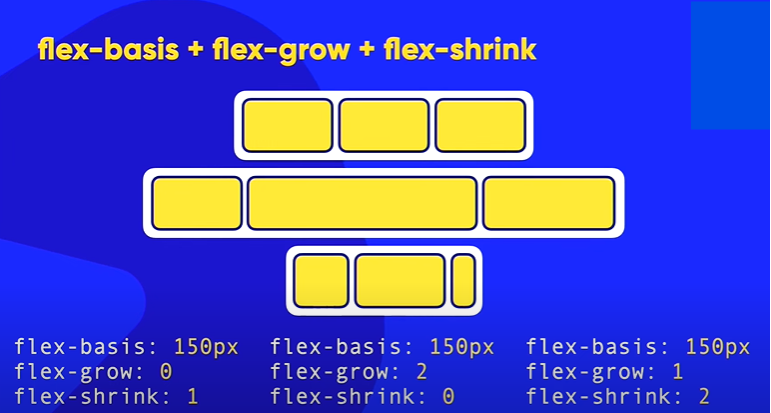 flex-basis + flex-grow + flex-shrink
flex-basis: 150px
flex-grow: 0
flex-shrink: 1
flex-basis: 150px
flex-grow: 2
flex-shrink: 0
flex-basis: 150px
flex-grow: 1
flex-shrink: 2